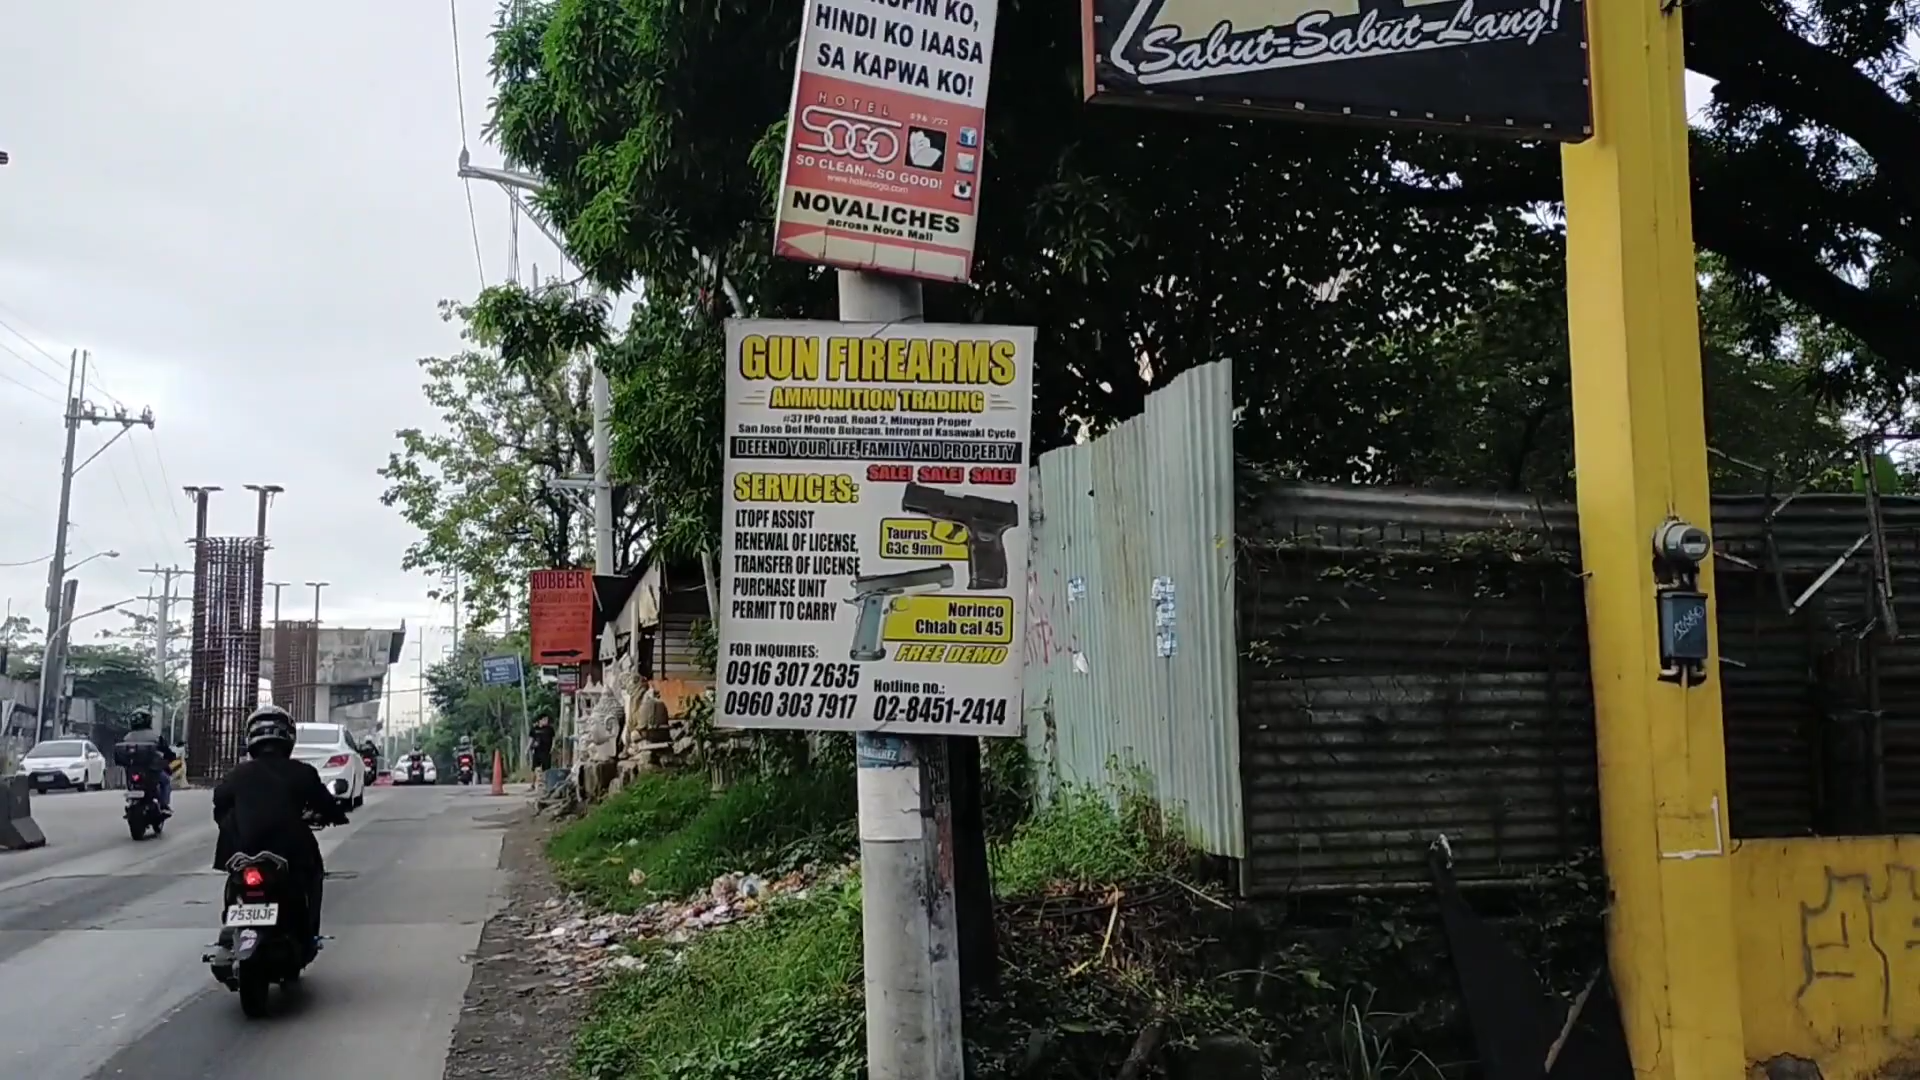 KO,
HINDI KO IAASA
SA KAPWA KO!
HOTEL
SOGO
SO CLEAN...SO GOOD!
www.hotelsogo.com
NOVALICHES
across Nova Mall
Sabut-Sabut-Lang!
GUN FIREARMS
AMMUNITION TRADING
#37 IPO road, Road 2, Minuyan Proper
San Jose Del Monte Bulacan. Infront of Kasawaki Cycle
DEFEND YOUR LIFE, FAMILY AND PROPERTY
SALE! SALE! SALE!
SERVICES:
LTOPF ASSIST
RENEWAL OF LICENSE,
TRANSFER OF LICENSE
PURCHASE UNIT
PERMIT TO CARRY
Taurus
G3c 9mm
Norinco
Chtab cal 45
FREE DEMO
FOR INQUIRIES:
0916 307 2635
0960 303 7917
Hotline no.:
02-8451-2414
RUBBER
753UJF